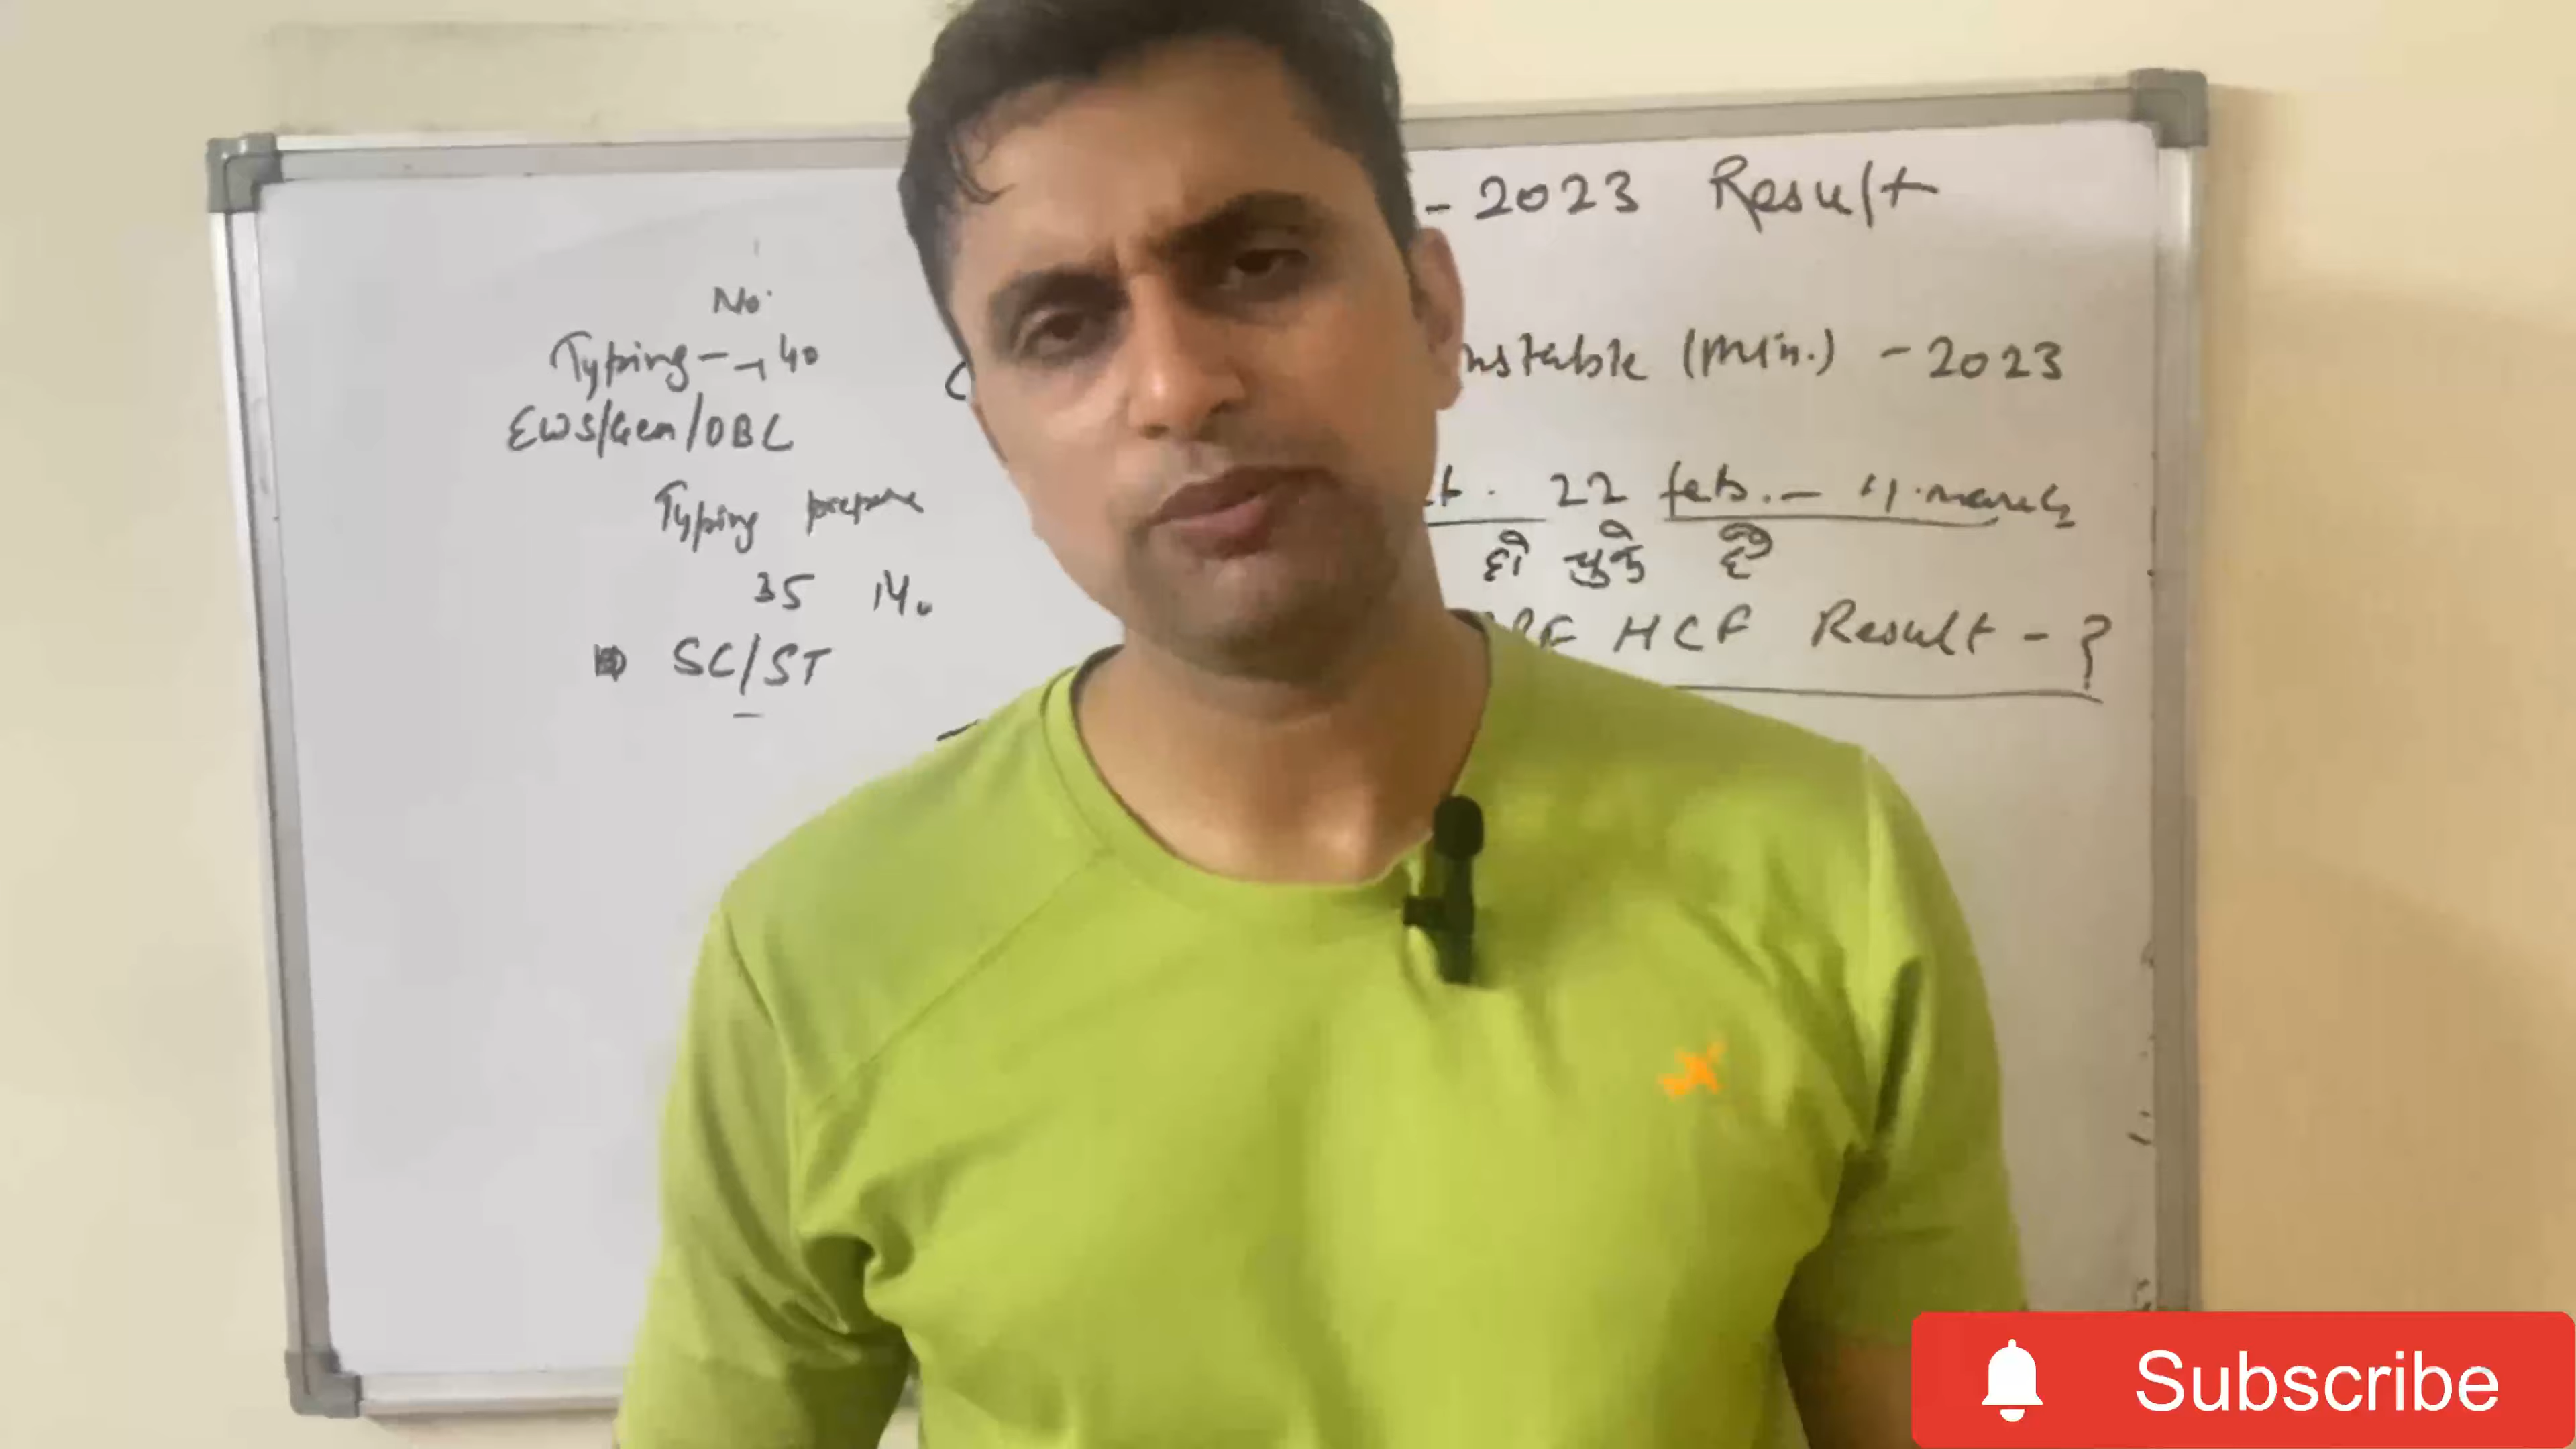 No.
Typing - → 40
EWS/Gen/OBC
Typing prepare
35
SC/ST
- 2023 Result
nstable (Min.) - 2023
22 feb. - 11 march
हो चुके है
HCF Result - ?
Subscribe